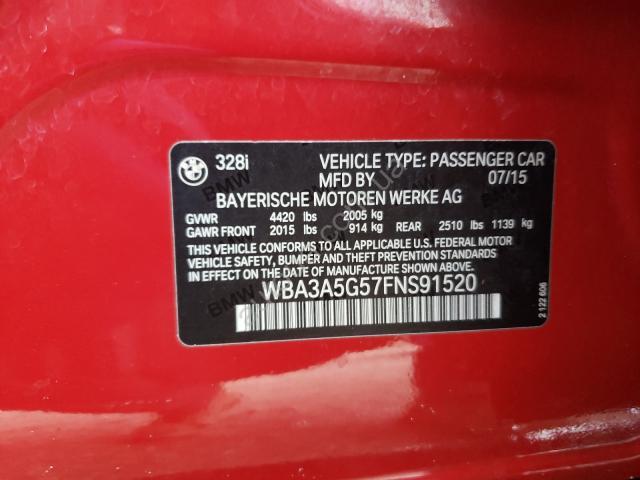 328i VEHICLE TYPE: PASSENGER CAR
MFD BY 07/15
BAYERISCHE MOTOREN WERKE AG
GVWR 4420 lbs 2005 kg
GAWR FRONT 2015 lbs 914 kg REAR 2510 lbs 1139 kg
THIS VEHICLE CONFORMS TO ALL APPLICABLE U.S. FEDERAL MOTOR
VEHICLE SAFETY, BUMPER AND THEFT PREVENTION STANDARDS
IN EFFECT ON THE DATE OF MANUFACTURE SHOWN ABOVE.
WBA3A5G57FNS91520
2 122 606